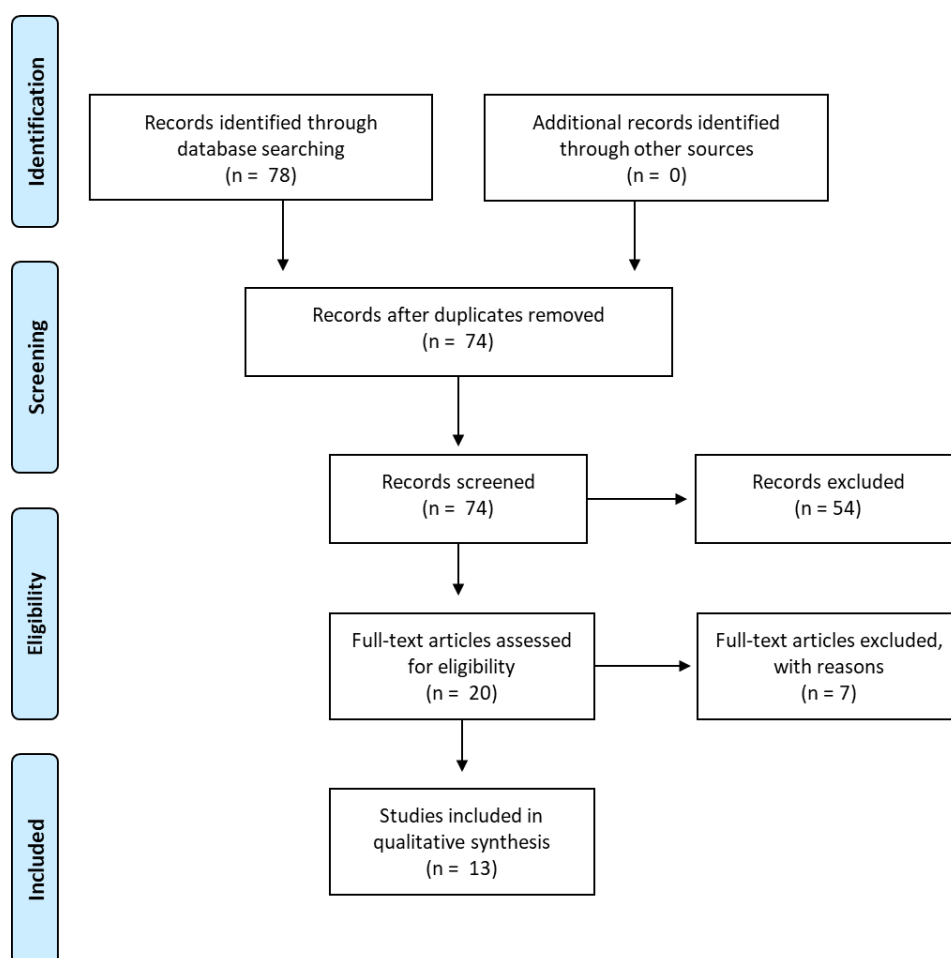 Identification
Records identified through
database searching
(n =  78)
Additional records identified
through other sources
(n =  0)
Screening
Records after duplicates removed
(n =  74)
Records screened
(n =  74)
Records excluded
(n = 54)
Eligibility
Full-text articles assessed
for eligibility
(n =  20)
Full-text articles excluded,
with reasons
(n = 7)
Included
Studies included in
qualitative synthesis
(n =  13)